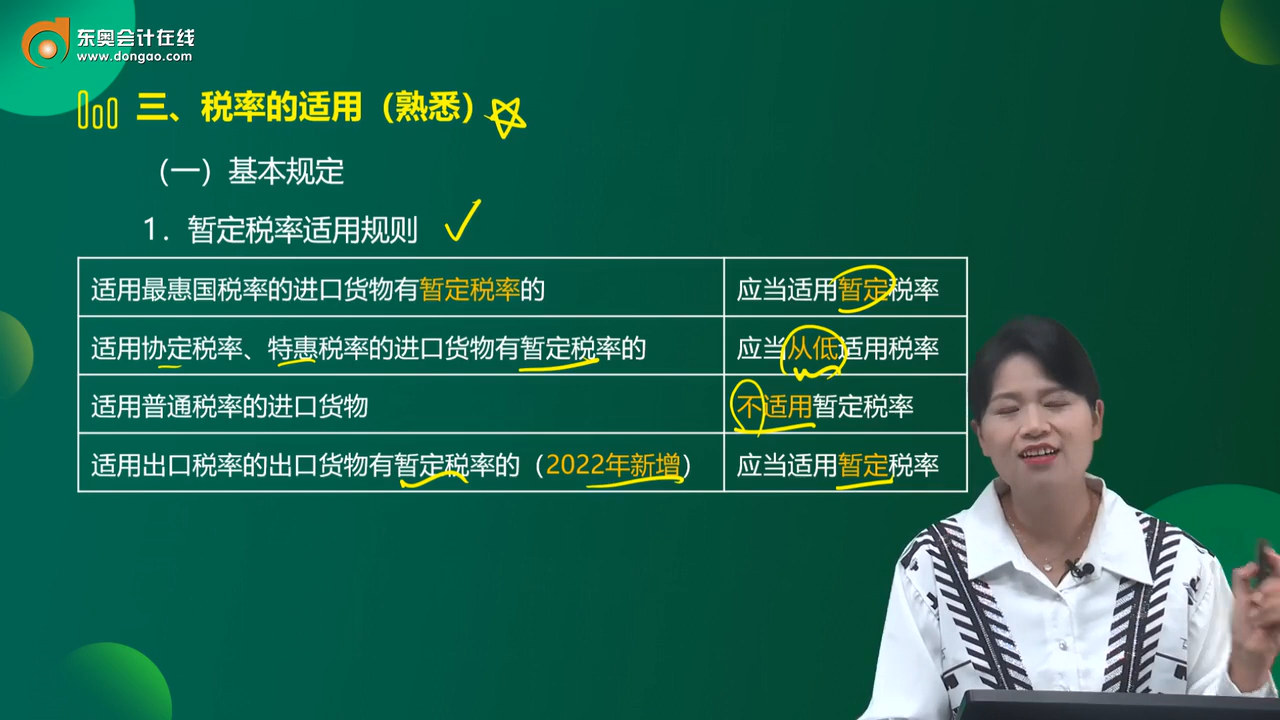 东奥会计在线
www.dongao.com
三、税率的适用（熟悉）
（一）基本规定
1．暂定税率适用规则
适用最惠国税率的进口货物有暂定税率的 应当适用暂定税率
适用协定税率、特惠税率的进口货物有暂定税率的 应当从低适用税率
适用普通税率的进口货物 不适用暂定税率
适用出口税率的出口货物有暂定税率的（2022年新增） 应当适用暂定税率